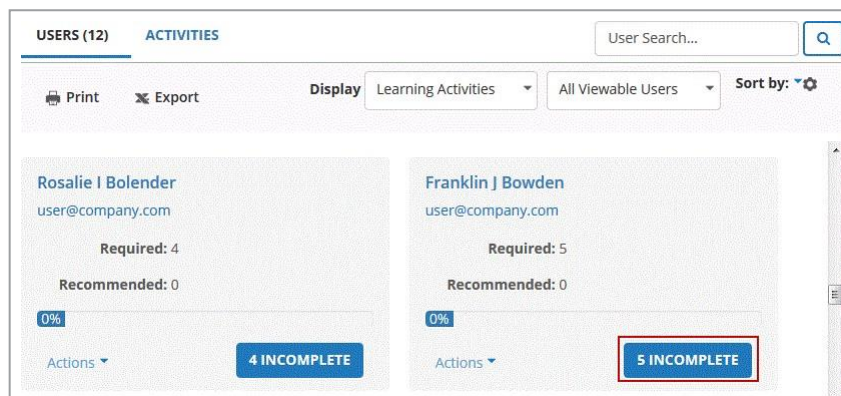 USERS (12) ACTIVITIES User Search...
Print Export Display Learning Activities All Viewable Users Sort by:
Rosalie I Bolender
user@company.com
Required: 4
Recommended: 0
0%
Actions 4 INCOMPLETE
Franklin J Bowden
user@company.com
Required: 5
Recommended: 0
0%
Actions 5 INCOMPLETE